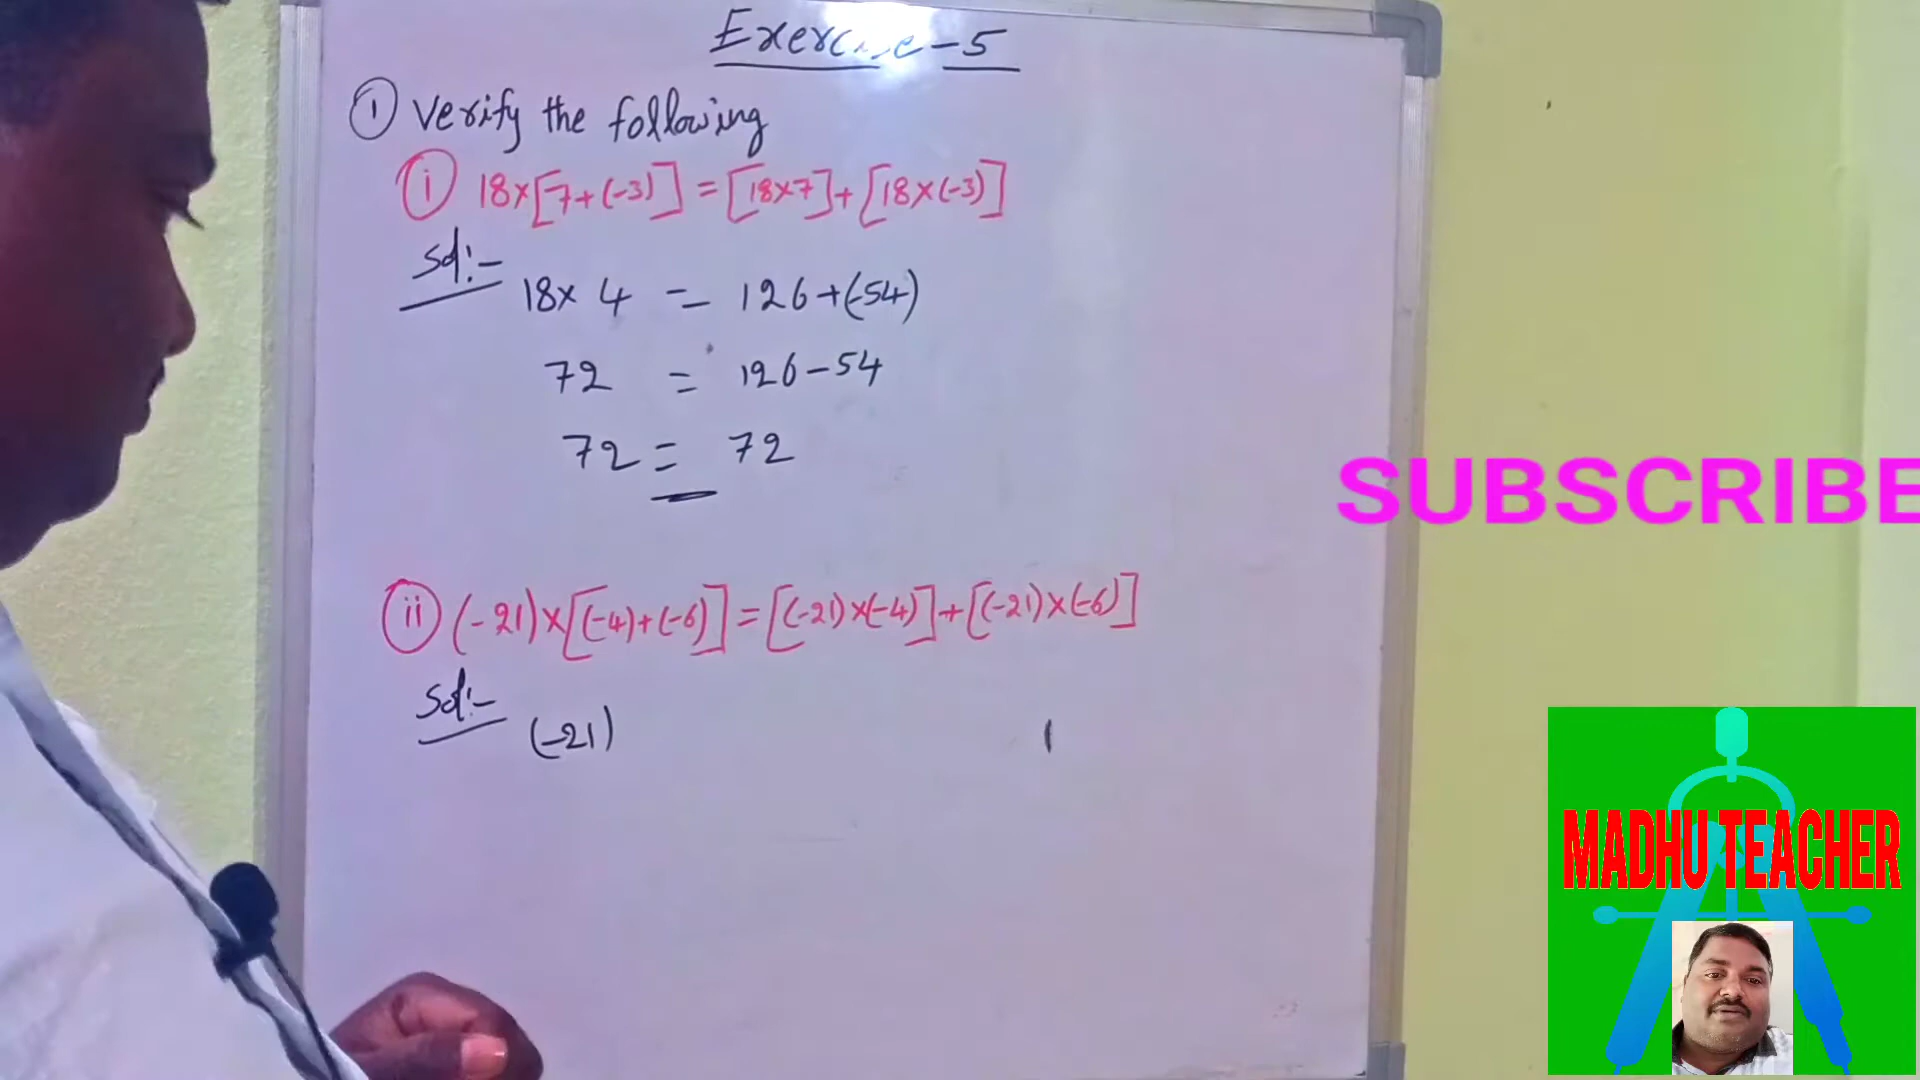 Exercise-5
① Verify the following
ⓘ 18×[7+(-3)] = [18×7]+[18×(-3)]
Sol:-
18× 4 = 126+(-54)
72 = 126-54
72 = 72
ⓘⓘ (-21)×[(-4)+(-6)]=[(-21)×(-4)]+[(-21)×(-6)]
Sol:-
(-21)
SUBSCRIBE
MADHU TEACHER